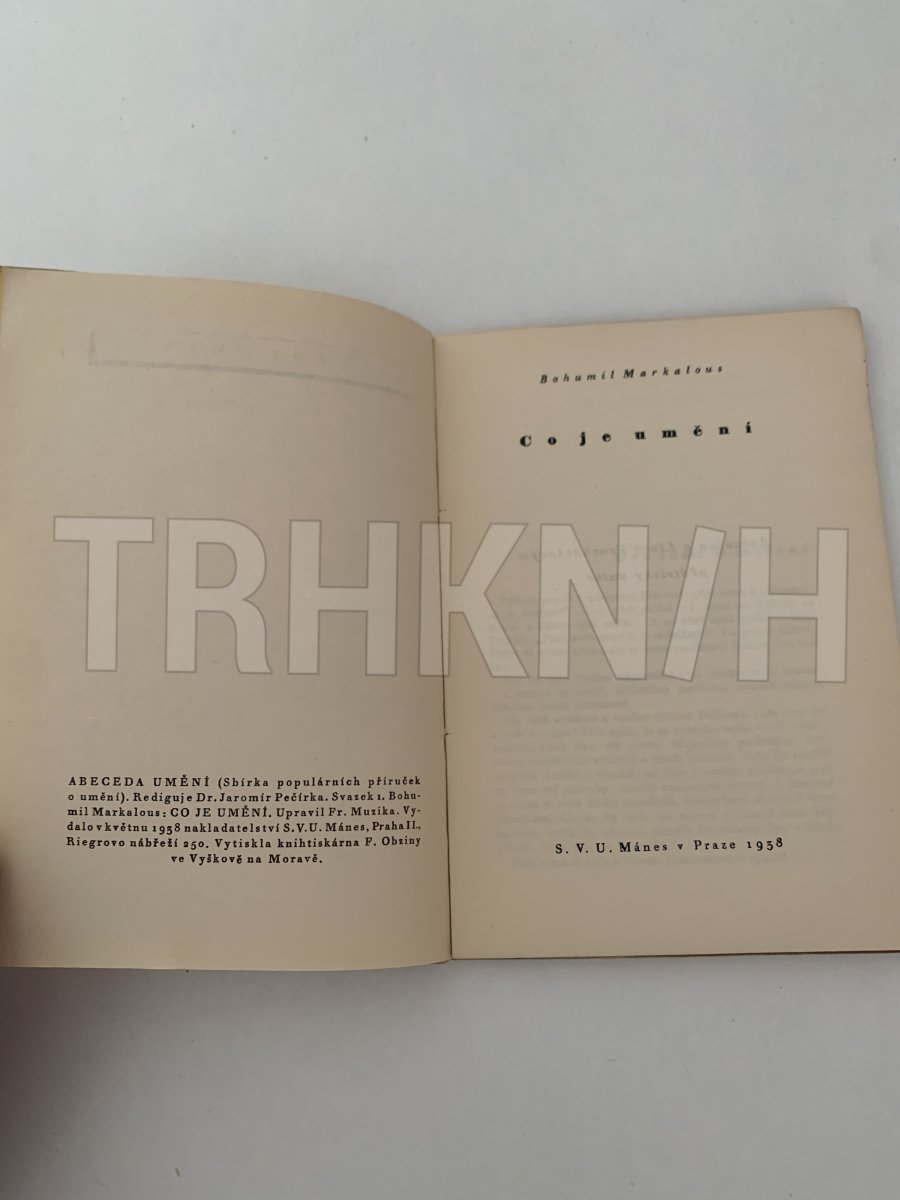 ABECEDA UMĚNÍ (Sbírka populárních příruček
o umění). Rediguje Dr. Jaromír Pečírka. Svazek 1. Bohu-
mil Markalous: CO JE UMĚNÍ. Upravil Fr. Muzika. Vy-
dalo v květnu 1938 nakladatelství S.V.U. Mánes, Praha II.,
Riegrovo nábřeží 250. Vytiskla knihtiskárna F. Obziny
ve Vyškově na Moravě.
Bohumil Markalous
Co je umění
S. V. U. Mánes v Praze 1938
TRHKN/H